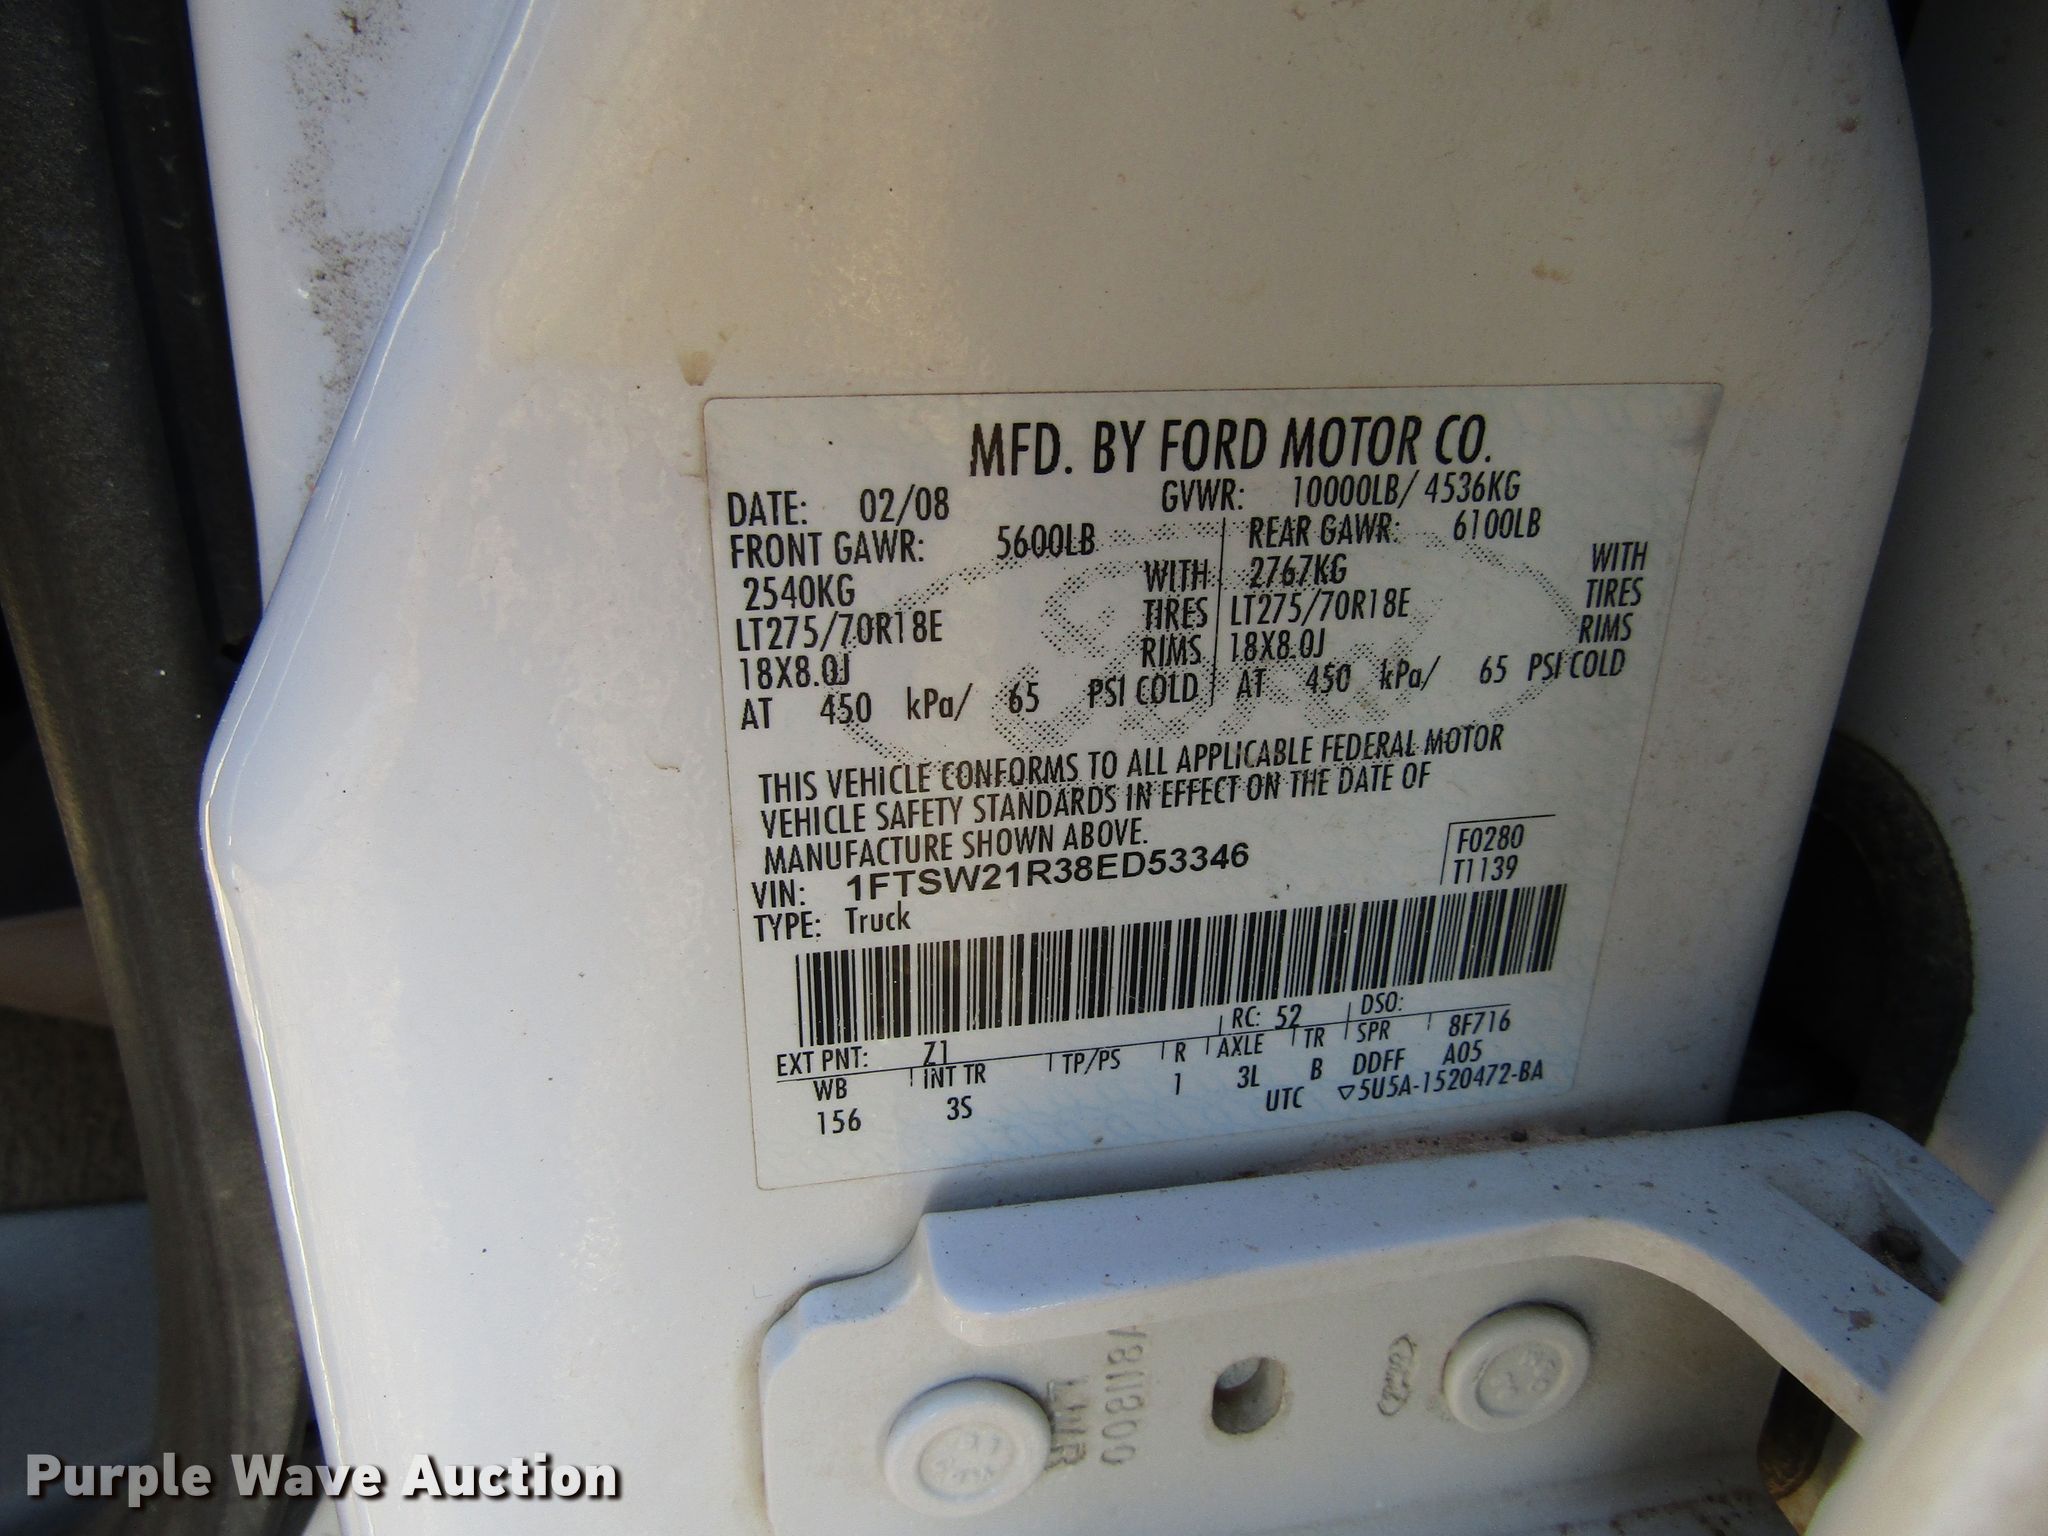 MFD. BY FORD MOTOR CO.
DATE: 02/08 GVWR: 10000LB/ 4536KG
FRONT GAWR: 5600LB REAR GAWR: 6100LB
2540KG WITH 2767KG WITH
LT275/70R18E TIRES LT275/70R18E TIRES
18X8.0J RIMS 18X8.0J RIMS
AT 450 kPa/ 65 PSI COLD AT 450 kPa/ 65 PSI COLD
THIS VEHICLE CONFORMS TO ALL APPLICABLE FEDERAL MOTOR
VEHICLE SAFETY STANDARDS IN EFFECT ON THE DATE OF
MANUFACTURE SHOWN ABOVE.
VIN: 1FTSW21R38ED53346
F0280
T1139
TYPE: Truck
EXT PNT: Z1 RC: 52 DSO:
WB INT TR TP/PS R AXLE TR SPR 8F716
156 3S 1 3L B DDFF A05
UTC ▽5U5A-1520472-BA
Ford
Purple Wave Auction